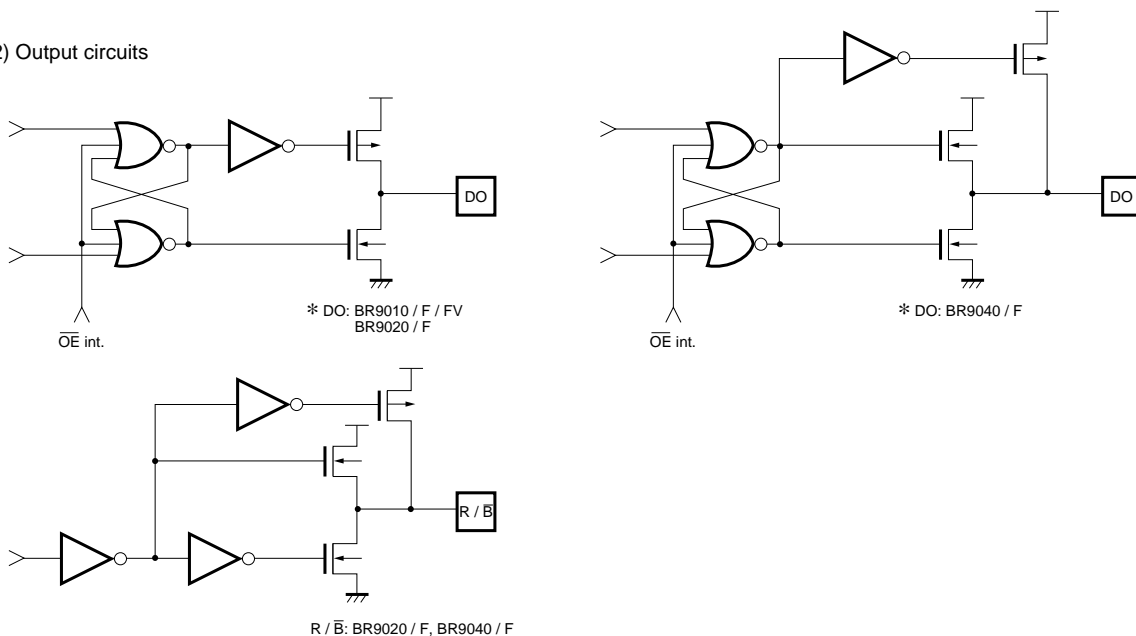 2) Output circuits
DO
OE int.
* DO: BR9010 / F / FV
BR9020 / F
DO
OE int.
* DO: BR9040 / F
R / B
R / B: BR9020 / F, BR9040 / F